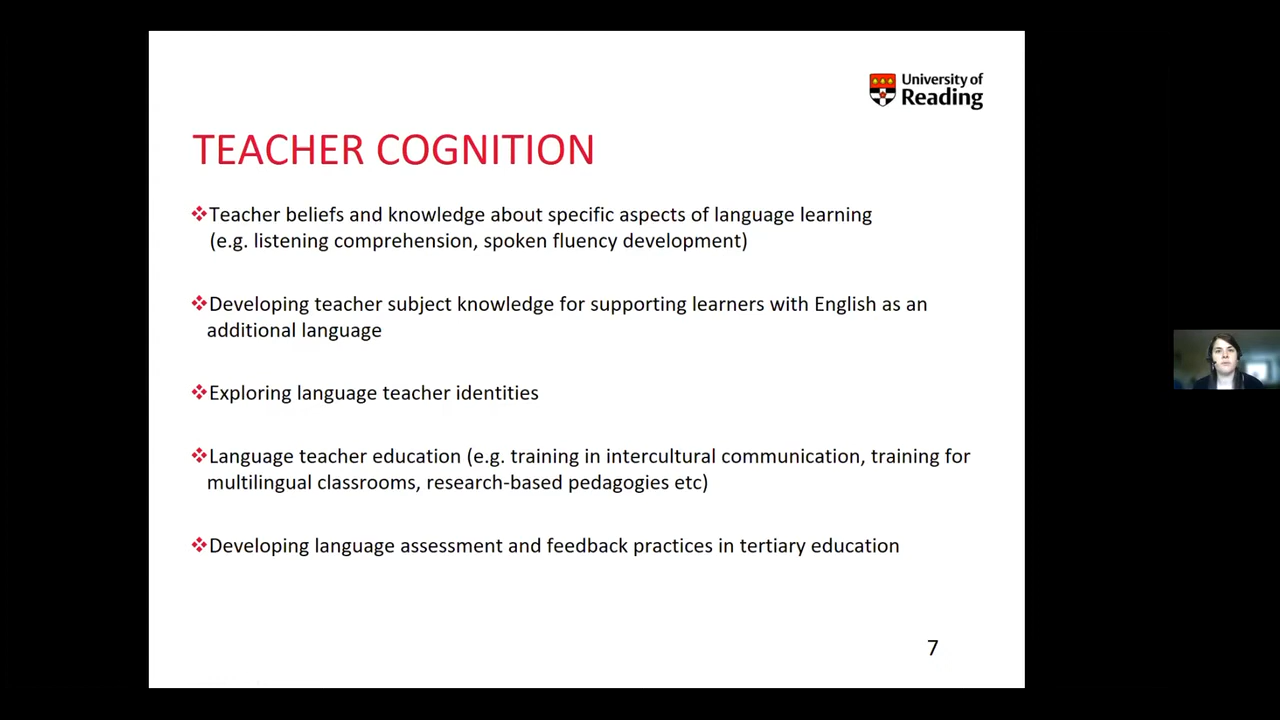 University of
Reading
TEACHER COGNITION
Teacher beliefs and knowledge about specific aspects of language learning
(e.g. listening comprehension, spoken fluency development)
Developing teacher subject knowledge for supporting learners with English as an
additional language
Exploring language teacher identities
Language teacher education (e.g. training in intercultural communication, training for
multilingual classrooms, research-based pedagogies etc)
Developing language assessment and feedback practices in tertiary education
7